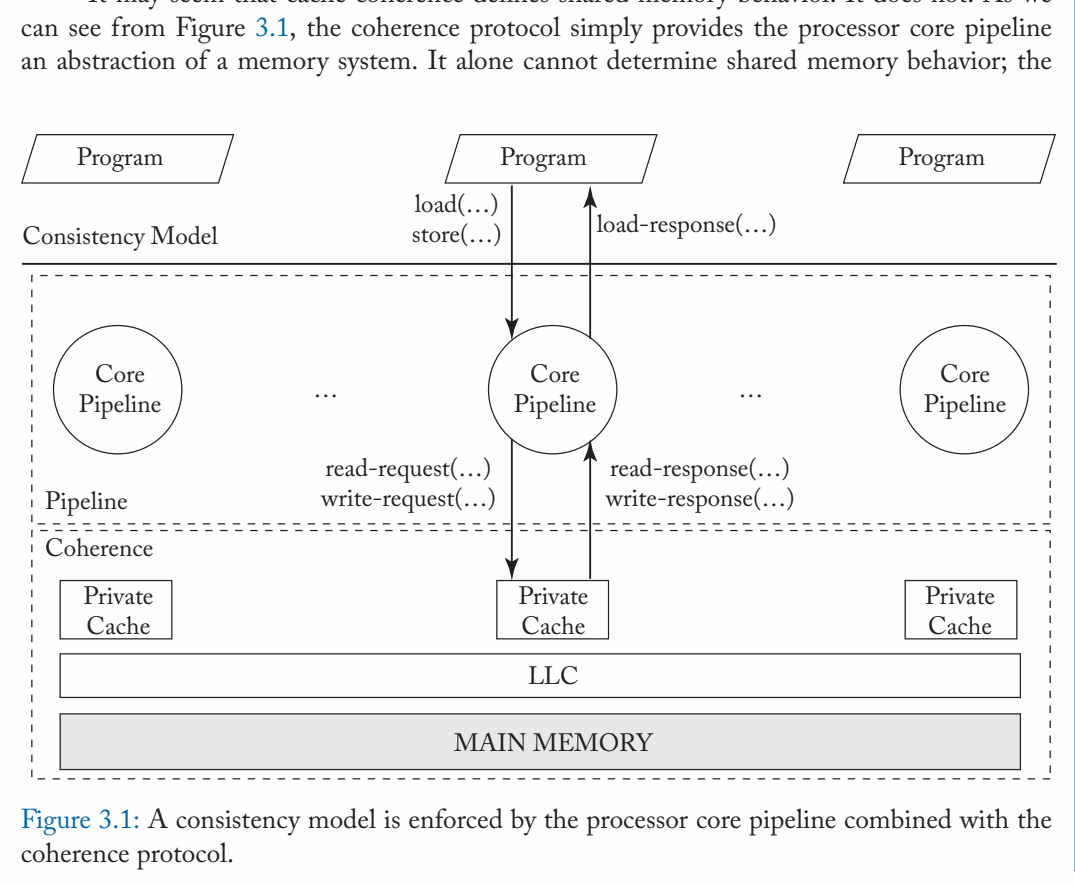 It may seem that cache coherence defines shared memory behavior. It does not. As we
can see from Figure 3.1, the coherence protocol simply provides the processor core pipeline
an abstraction of a memory system. It alone cannot determine shared memory behavior; the
Program
Program
Program
load(…)
store(…)
load-response(…)
Consistency Model
Core
Pipeline
…
Core
Pipeline
…
Core
Pipeline
read-request(…)
write-request(…)
read-response(…)
write-response(…)
Pipeline
Coherence
Private
Cache
Private
Cache
Private
Cache
LLC
MAIN MEMORY
Figure 3.1: A consistency model is enforced by the processor core pipeline combined with the
coherence protocol.